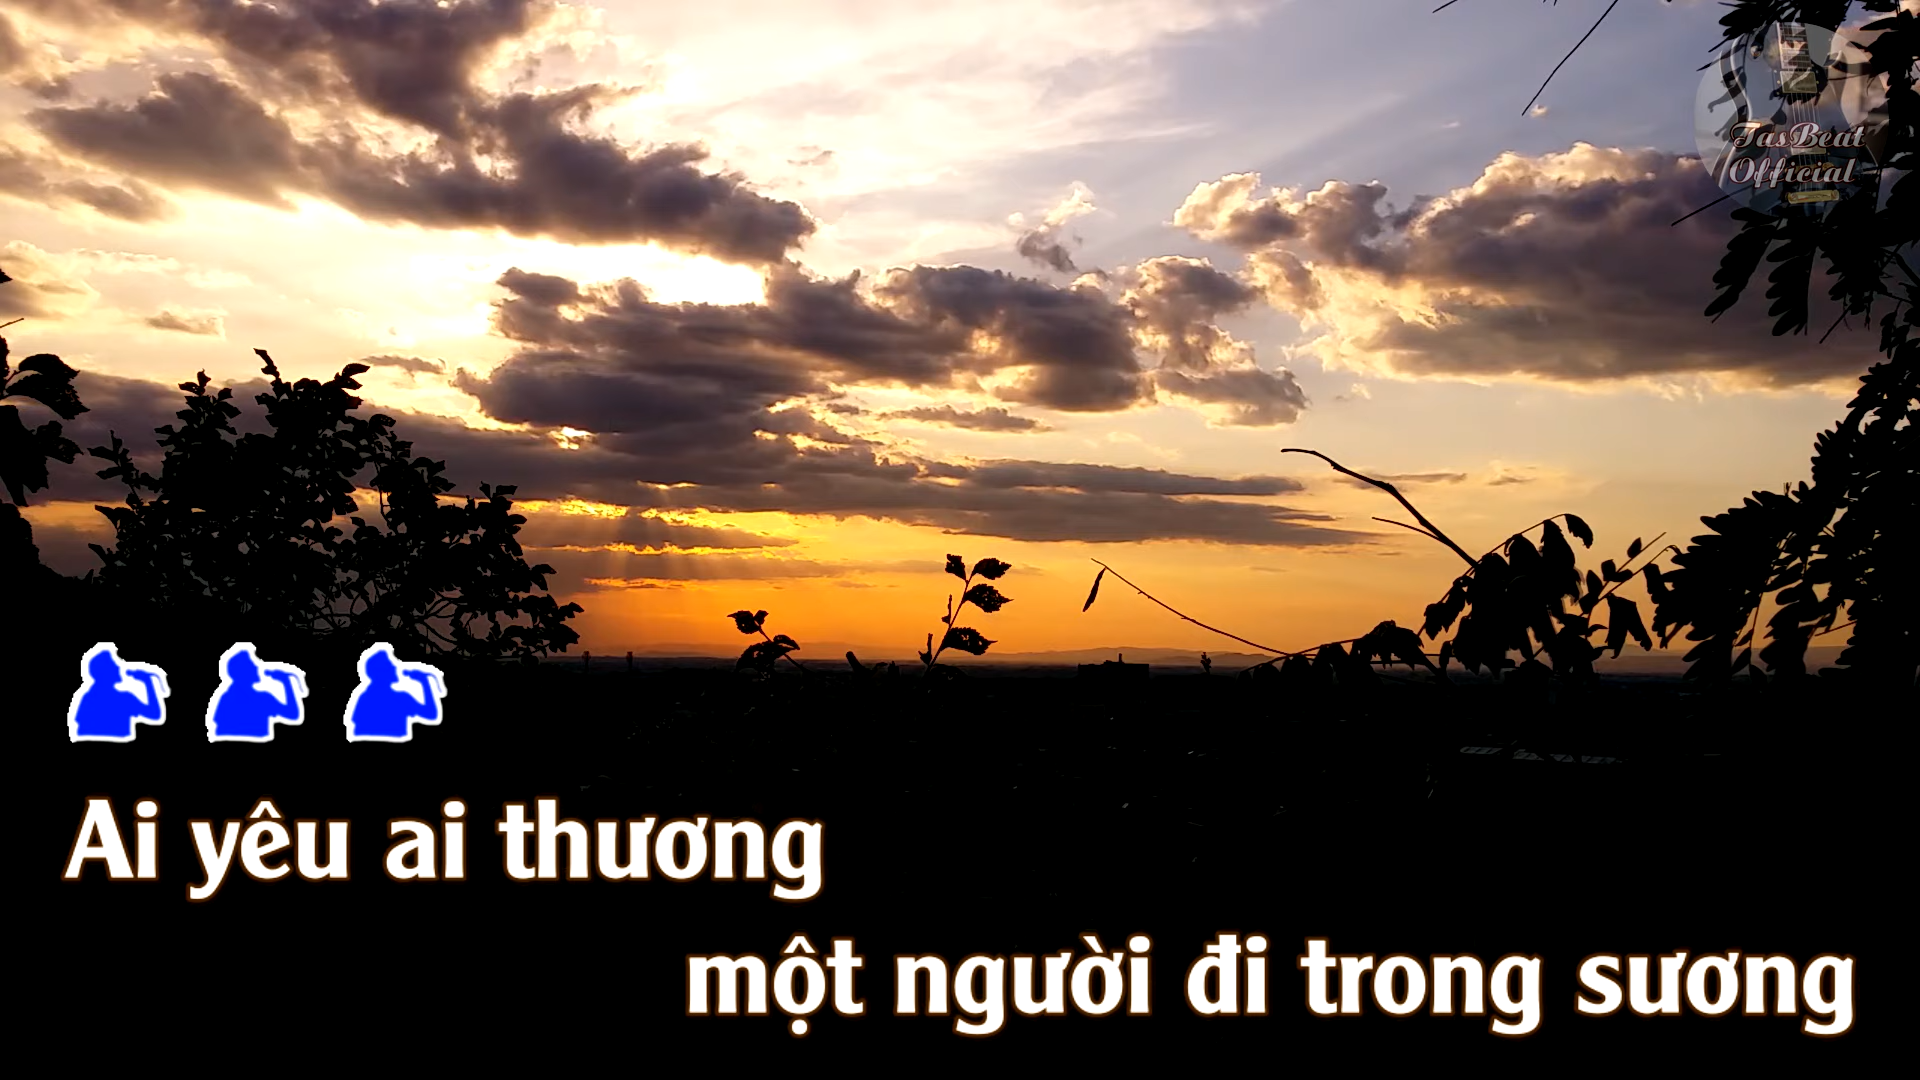 TasBeat
Official
Ai yêu ai thương
một người đi trong sương